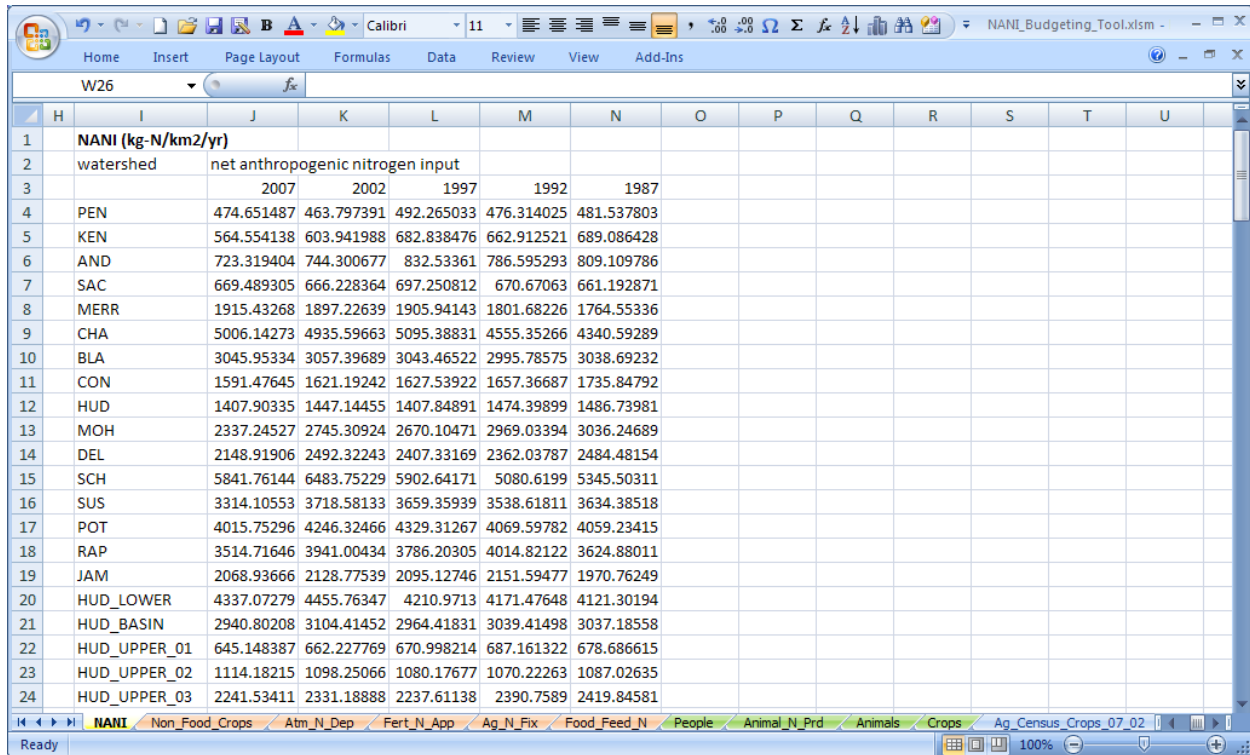 Calibri 11 NANI_Budgeting_Tool.xlsm -
Home Insert Page Layout Formulas Data Review View Add-Ins
W26 fx
H I J K L M N O P Q R S T U
1 NANI (kg-N/km2/yr)
2 watershed net anthropogenic nitrogen input
3 2007 2002 1997 1992 1987
4 PEN 474.651487 463.797391 492.265033 476.314025 481.537803
5 KEN 564.554138 603.941988 682.838476 662.912521 689.086428
6 AND 723.319404 744.300677 832.53361 786.595293 809.109786
7 SAC 669.489305 666.228364 697.250812 670.67063 661.192871
8 MERR 1915.43268 1897.22639 1905.94143 1801.68226 1764.55336
9 CHA 5006.14273 4935.59663 5095.38831 4555.35266 4340.59289
10 BLA 3045.95334 3057.39689 3043.46522 2995.78575 3038.69232
11 CON 1591.47645 1621.19242 1627.53922 1657.36687 1735.84792
12 HUD 1407.90335 1447.14455 1407.84891 1474.39899 1486.73981
13 MOH 2337.24527 2745.30924 2670.10471 2969.03394 3036.24689
14 DEL 2148.91906 2492.32243 2407.33169 2362.03787 2484.48154
15 SCH 5841.76144 6483.75229 5902.64171 5080.6199 5345.50311
16 SUS 3314.10553 3718.58133 3659.35939 3538.61811 3634.38518
17 POT 4015.75296 4246.32466 4329.31267 4069.59782 4059.23415
18 RAP 3514.71646 3941.00434 3786.20305 4014.82122 3624.88011
19 JAM 2068.93666 2128.77539 2095.12746 2151.59477 1970.76249
20 HUD_LOWER 4337.07279 4455.76347 4210.9713 4171.47648 4121.30194
21 HUD_BASIN 2940.80208 3104.41452 2964.41831 3039.41498 3037.18558
22 HUD_UPPER_01 645.148387 662.227769 670.998214 687.161322 678.686615
23 HUD_UPPER_02 1114.18215 1098.25066 1080.17677 1070.22263 1087.02635
24 HUD_UPPER_03 2241.53411 2331.18888 2237.61138 2390.7589 2419.84581
NANI Non_Food_Crops Atm_N_Dep Fert_N_App Ag_N_Fix Food_Feed_N People Animal_N_Prd Animals Crops Ag_Census_Crops_07_02
Ready 100%